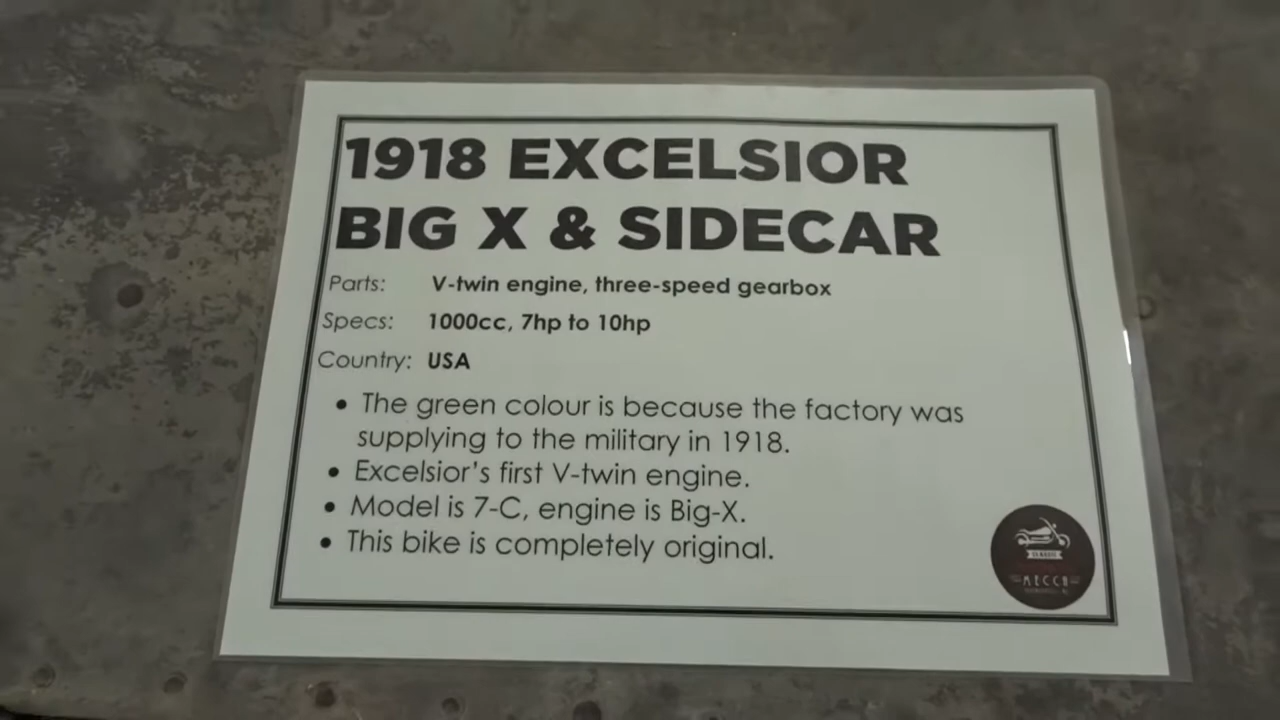 1918 EXCELSIOR
BIG X & SIDECAR
Parts: V-twin engine, three-speed gearbox
Specs: 1000cc, 7hp to 10hp
Country: USA
• The green colour is because the factory was
supplying to the military in 1918.
• Excelsior's first V-twin engine.
• Model is 7-C, engine is Big-X.
• This bike is completely original.
MECCA